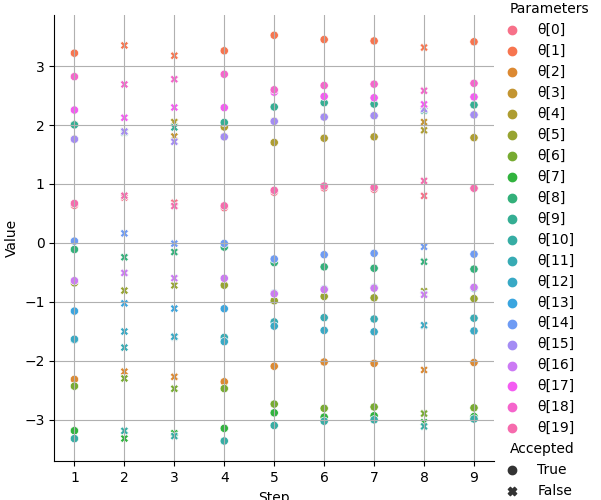 Parameters
θ[0]
θ[1]
θ[2]
θ[3]
θ[4]
θ[5]
θ[6]
θ[7]
θ[8]
θ[9]
θ[10]
θ[11]
θ[12]
θ[13]
θ[14]
θ[15]
θ[16]
θ[17]
θ[18]
θ[19]
Accepted
True
False
Value
3
2
1
0
−1
−2
−3
1 2 3 4 5 6 7 8 9
Step